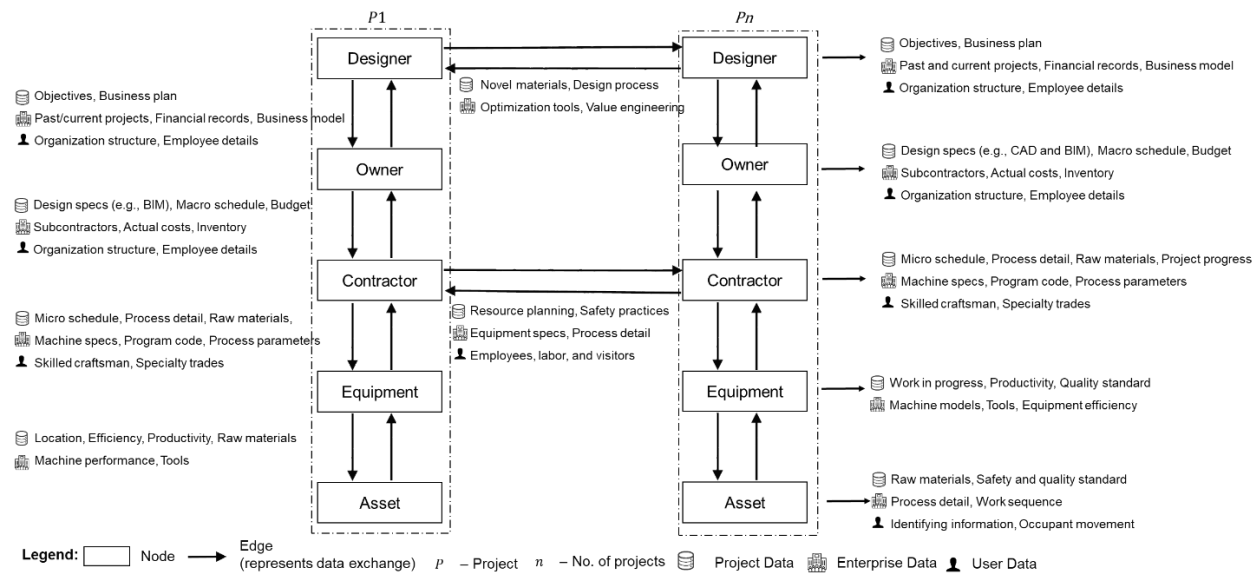 P1
Pn
Designer
Designer
Objectives, Business plan
Past and current projects, Financial records, Business model
Organization structure, Employee details
Novel materials, Design process
Optimization tools, Value engineering
Objectives, Business plan
Past/current projects, Financial records, Business model
Organization structure, Employee details
Owner
Owner
Design specs (e.g., CAD and BIM), Macro schedule, Budget
Subcontractors, Actual costs, Inventory
Organization structure, Employee details
Design specs (e.g., BIM), Macro schedule, Budget
Subcontractors, Actual costs, Inventory
Organization structure, Employee details
Contractor
Contractor
Micro schedule, Process detail, Raw materials, Project progress
Machine specs, Program code, Process parameters
Skilled craftsman, Specialty trades
Resource planning, Safety practices
Equipment specs, Process detail
Employees, labor, and visitors
Micro schedule, Process detail, Raw materials,
Machine specs, Program code, Process parameters
Skilled craftsman, Specialty trades
Equipment
Equipment
Work in progress, Productivity, Quality standard
Machine models, Tools, Equipment efficiency
Location, Efficiency, Productivity, Raw materials
Machine performance, Tools
Asset
Asset
Raw materials, Safety and quality standard
Process detail, Work sequence
Identifying information, Occupant movement
Legend: Node Edge
(represents data exchange) P – Project n – No. of projects Project Data Enterprise Data User Data